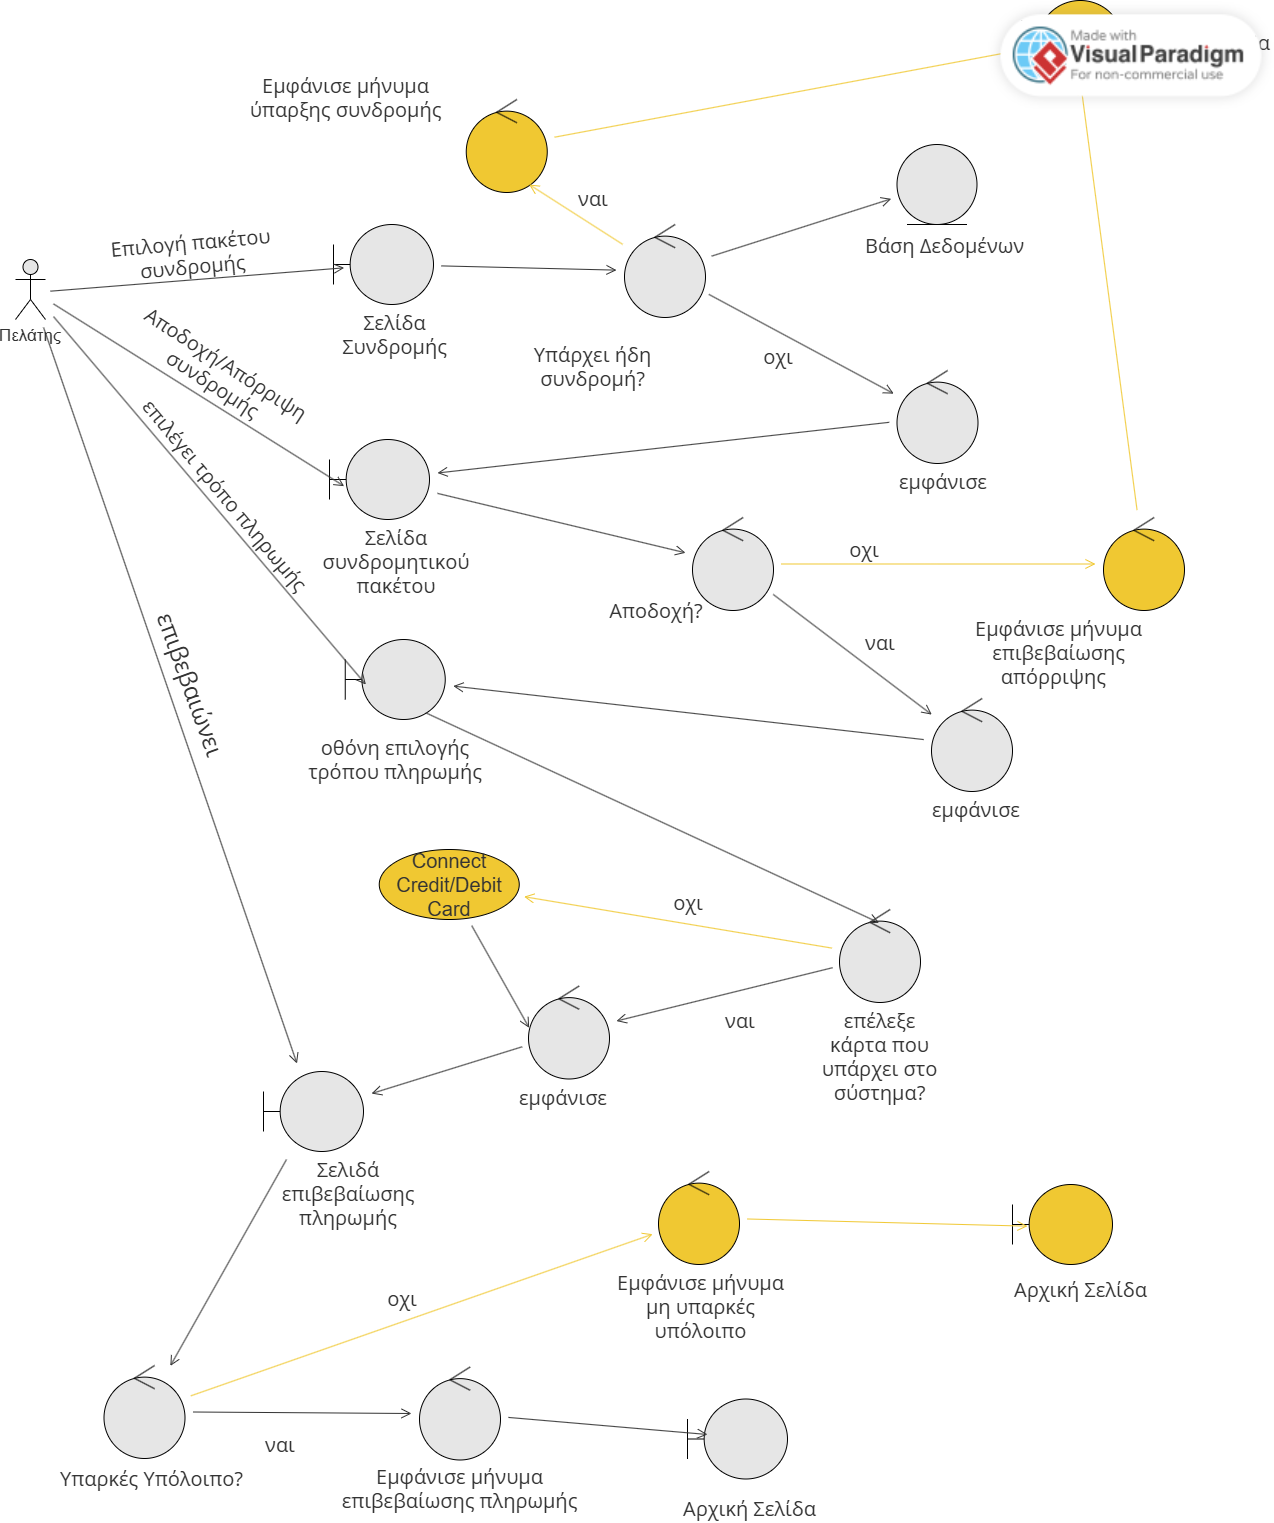 Made with
Visual Paradigm
For non-commercial use
α
Εμφάνισε μήνυμα
ύπαρξης συνδρομής
ναι
Επιλογή πακέτου
συνδρομής
Βάση Δεδομένων
Πελάτης
Σελίδα
Συνδρομής
Υπάρχει ήδη
συνδρομή?
οχι
Αποδοχή/Απόρριψη
συνδρομής
εμφάνισε
επιλέγει τρόπο πληρωμής
Σελίδα
συνδρομητικού
πακέτου
οχι
Αποδοχή?
Εμφάνισε μήνυμα
επιβεβαίωσης
απόρριψης
ναι
επιβεβαιώνει
οθόνη επιλογής
τρόπου πληρωμής
εμφάνισε
Connect
Credit/Debit
Card
οχι
ναι
επέλεξε
κάρτα που
υπάρχει στο
σύστημα?
εμφάνισε
Σελιδά
επιβεβαίωσης
πληρωμής
Εμφάνισε μήνυμα
μη υπαρκές
υπόλοιπο
Αρχική Σελίδα
οχι
ναι
Υπαρκές Υπόλοιπο?
Εμφάνισε μήνυμα
επιβεβαίωσης πληρωμής
Αρχική Σελίδα